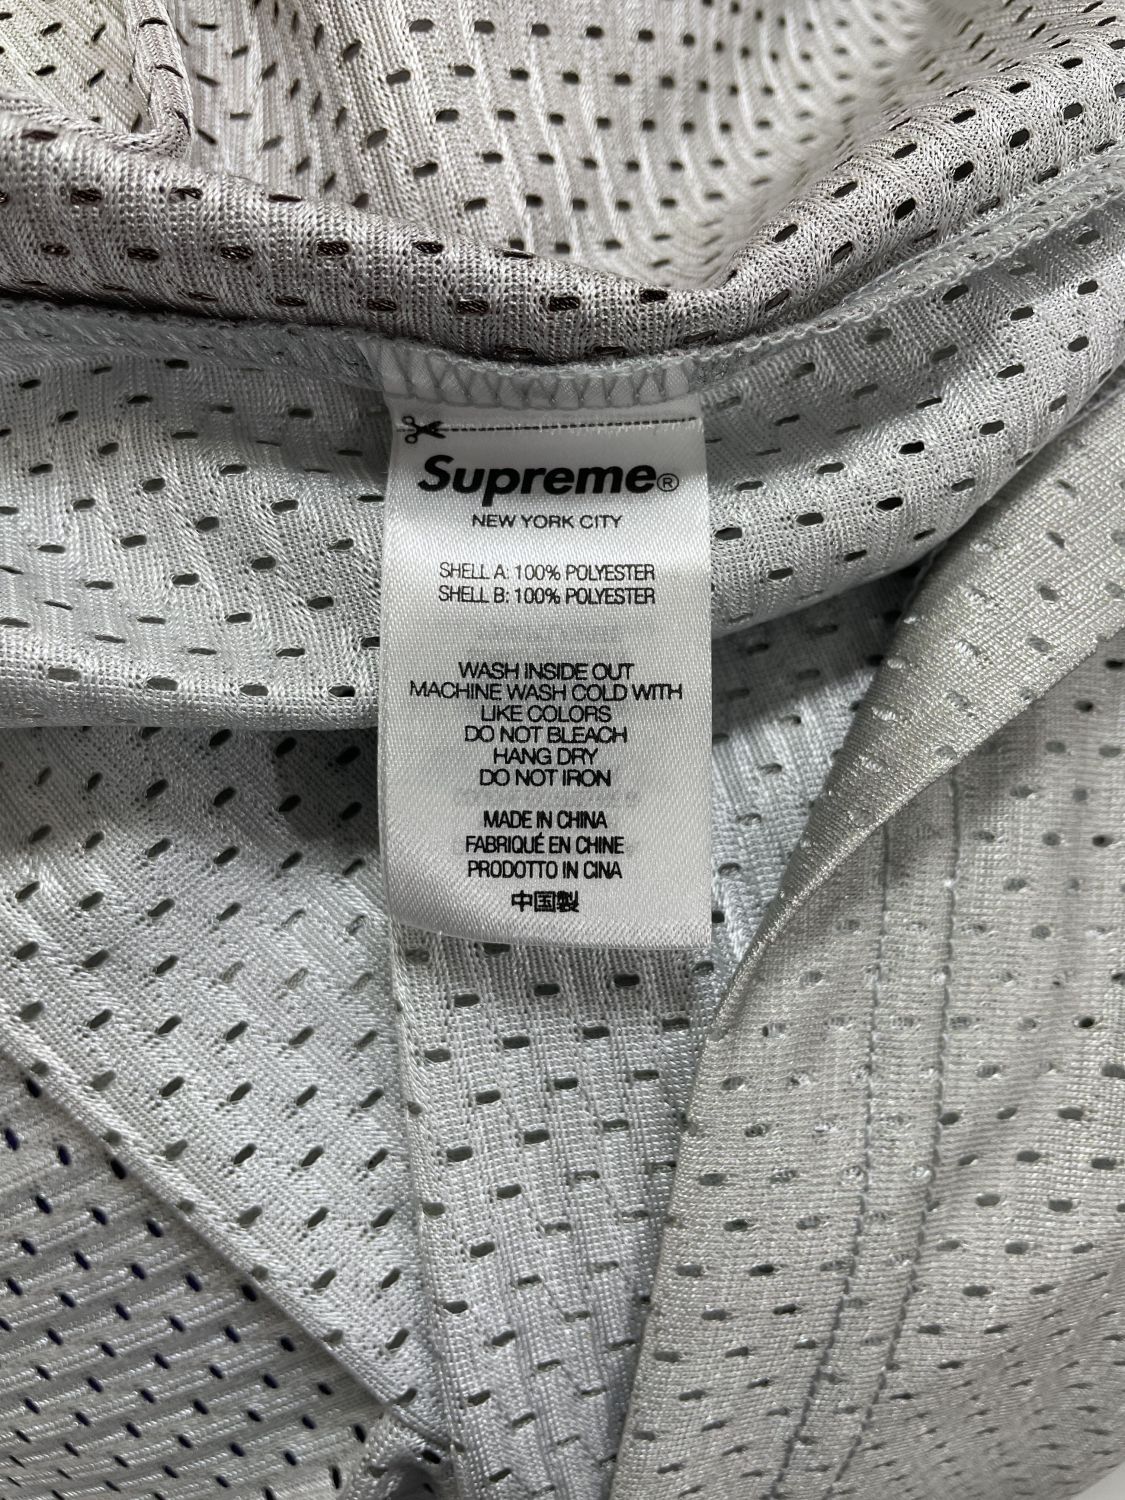 Supreme®
NEW YORK CITY
SHELL A: 100% POLYESTER
SHELL B: 100% POLYESTER
WASH INSIDE OUT
MACHINE WASH COLD WITH
LIKE COLORS
DO NOT BLEACH
HANG DRY
DO NOT IRON
MADE IN CHINA
FABRIQUÉ EN CHINE
PRODOTTO IN CINA
中国製